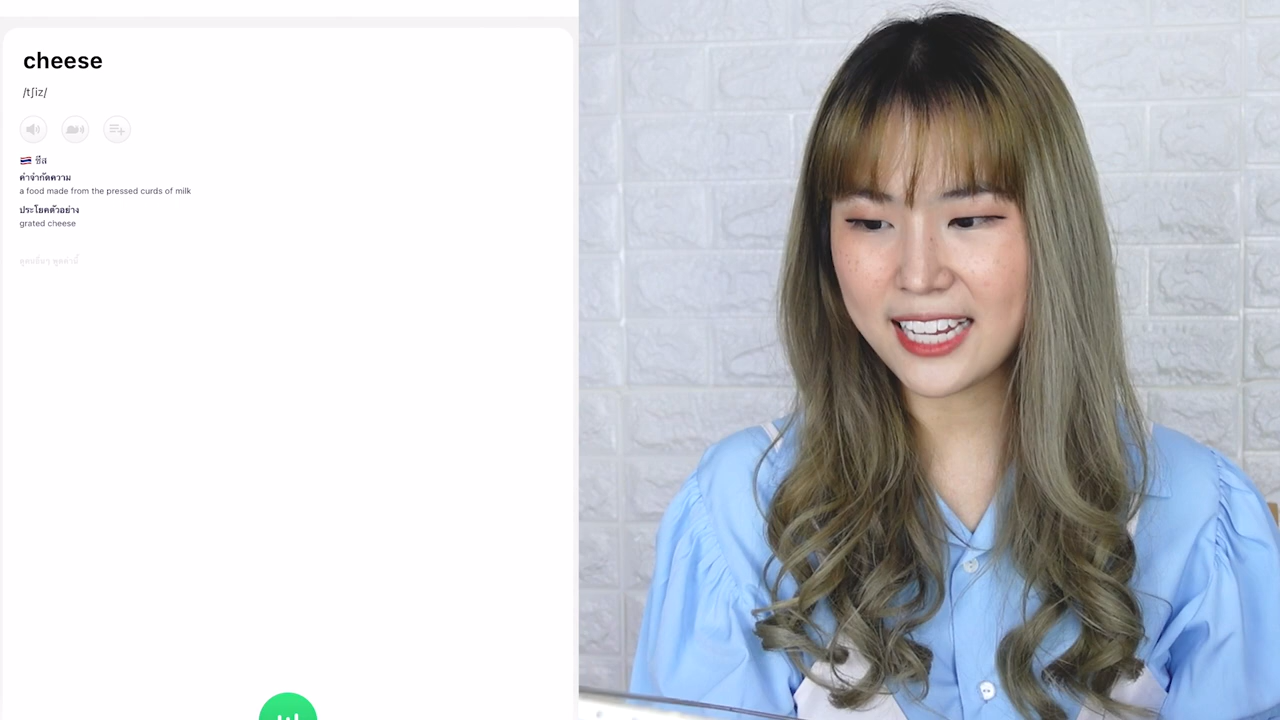 cheese
/tʃiz/
ชีส
คำจำกัดความ
a food made from the pressed curds of milk
ประโยคตัวอย่าง
grated cheese